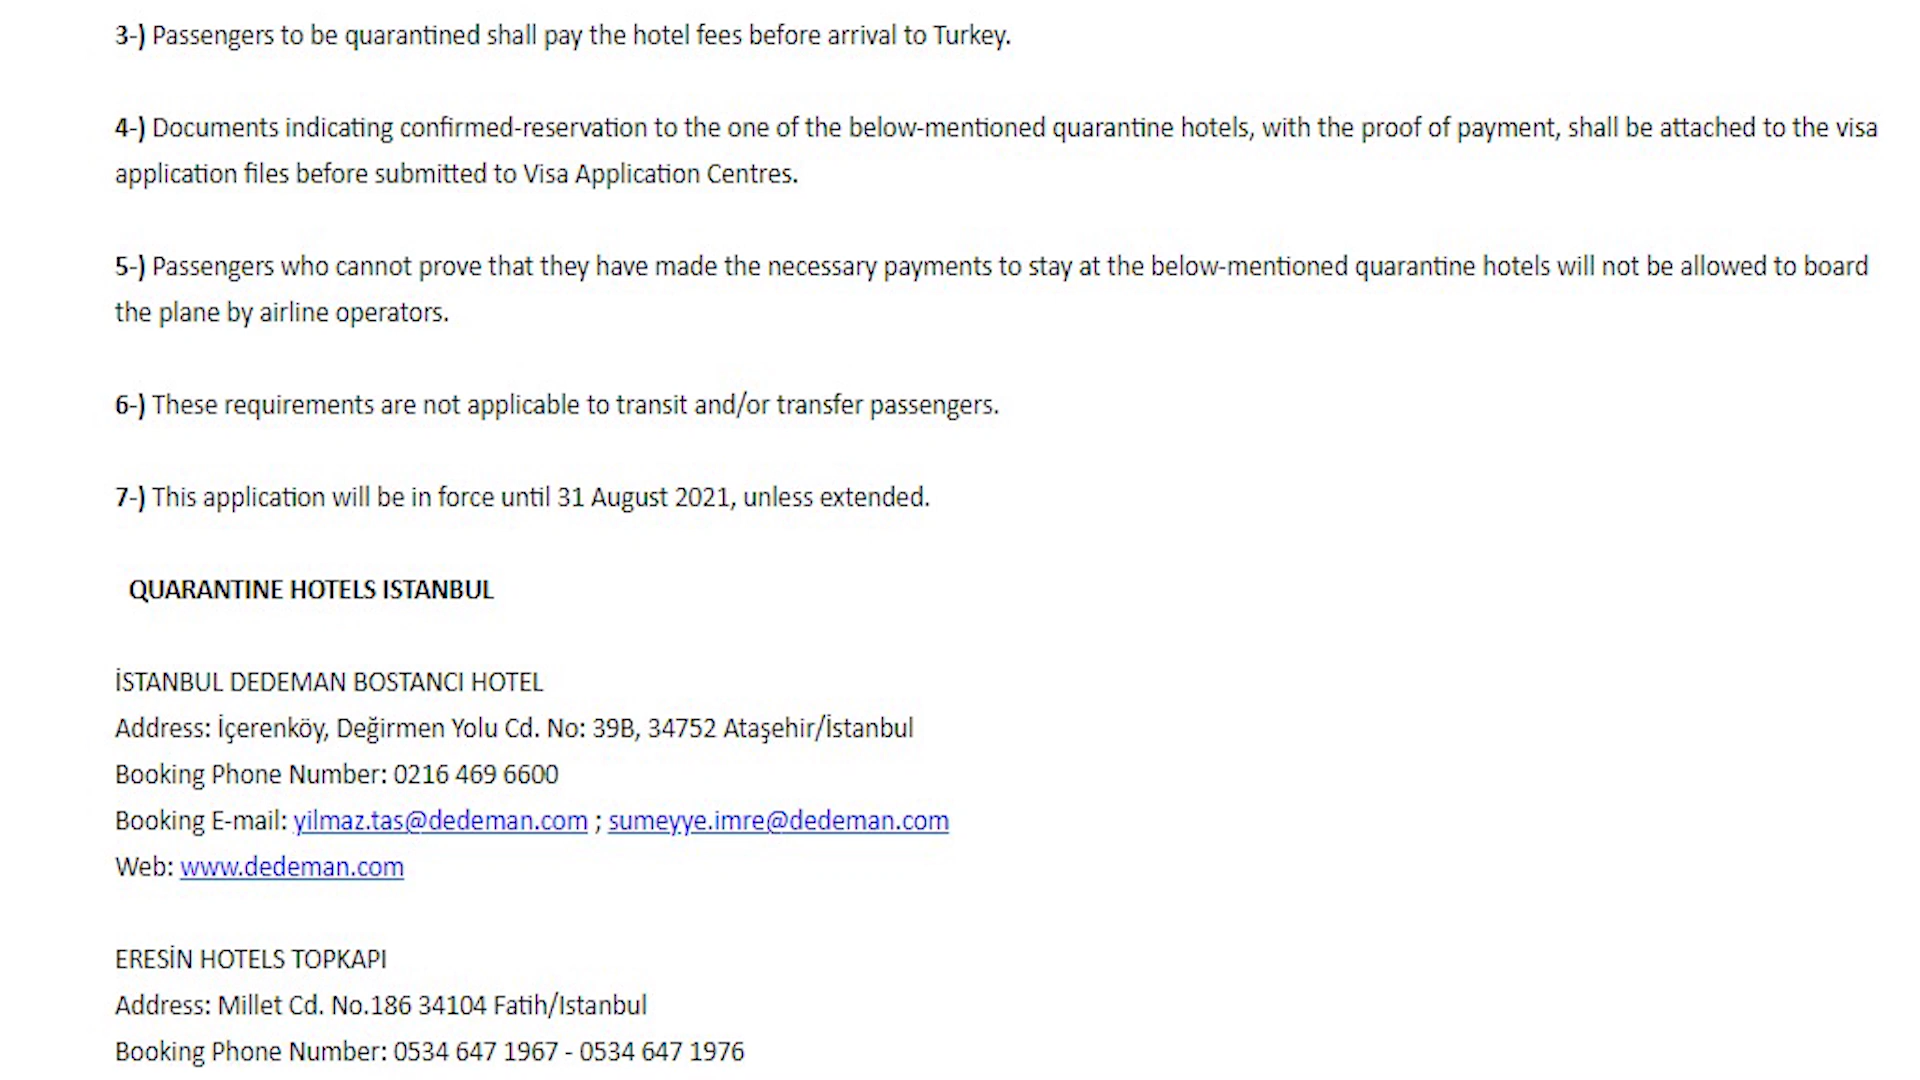 3-) Passengers to be quarantined shall pay the hotel fees before arrival to Turkey.
4-) Documents indicating confirmed-reservation to the one of the below-mentioned quarantine hotels, with the proof of payment, shall be attached to the visa
application files before submitted to Visa Application Centres.
5-) Passengers who cannot prove that they have made the necessary payments to stay at the below-mentioned quarantine hotels will not be allowed to board
the plane by airline operators.
6-) These requirements are not applicable to transit and/or transfer passengers.
7-) This application will be in force until 31 August 2021, unless extended.
QUARANTINE HOTELS ISTANBUL
İSTANBUL DEDEMAN BOSTANCI HOTEL
Address: İçerenköy, Değirmen Yolu Cd. No: 39B, 34752 Ataşehir/İstanbul
Booking Phone Number: 0216 469 6600
Booking E-mail: yilmaz.tas@dedeman.com ; sumeyye.imre@dedeman.com
Web: www.dedeman.com
ERESİN HOTELS TOPKAPI
Address: Millet Cd. No.186 34104 Fatih/Istanbul
Booking Phone Number: 0534 647 1967 - 0534 647 1976